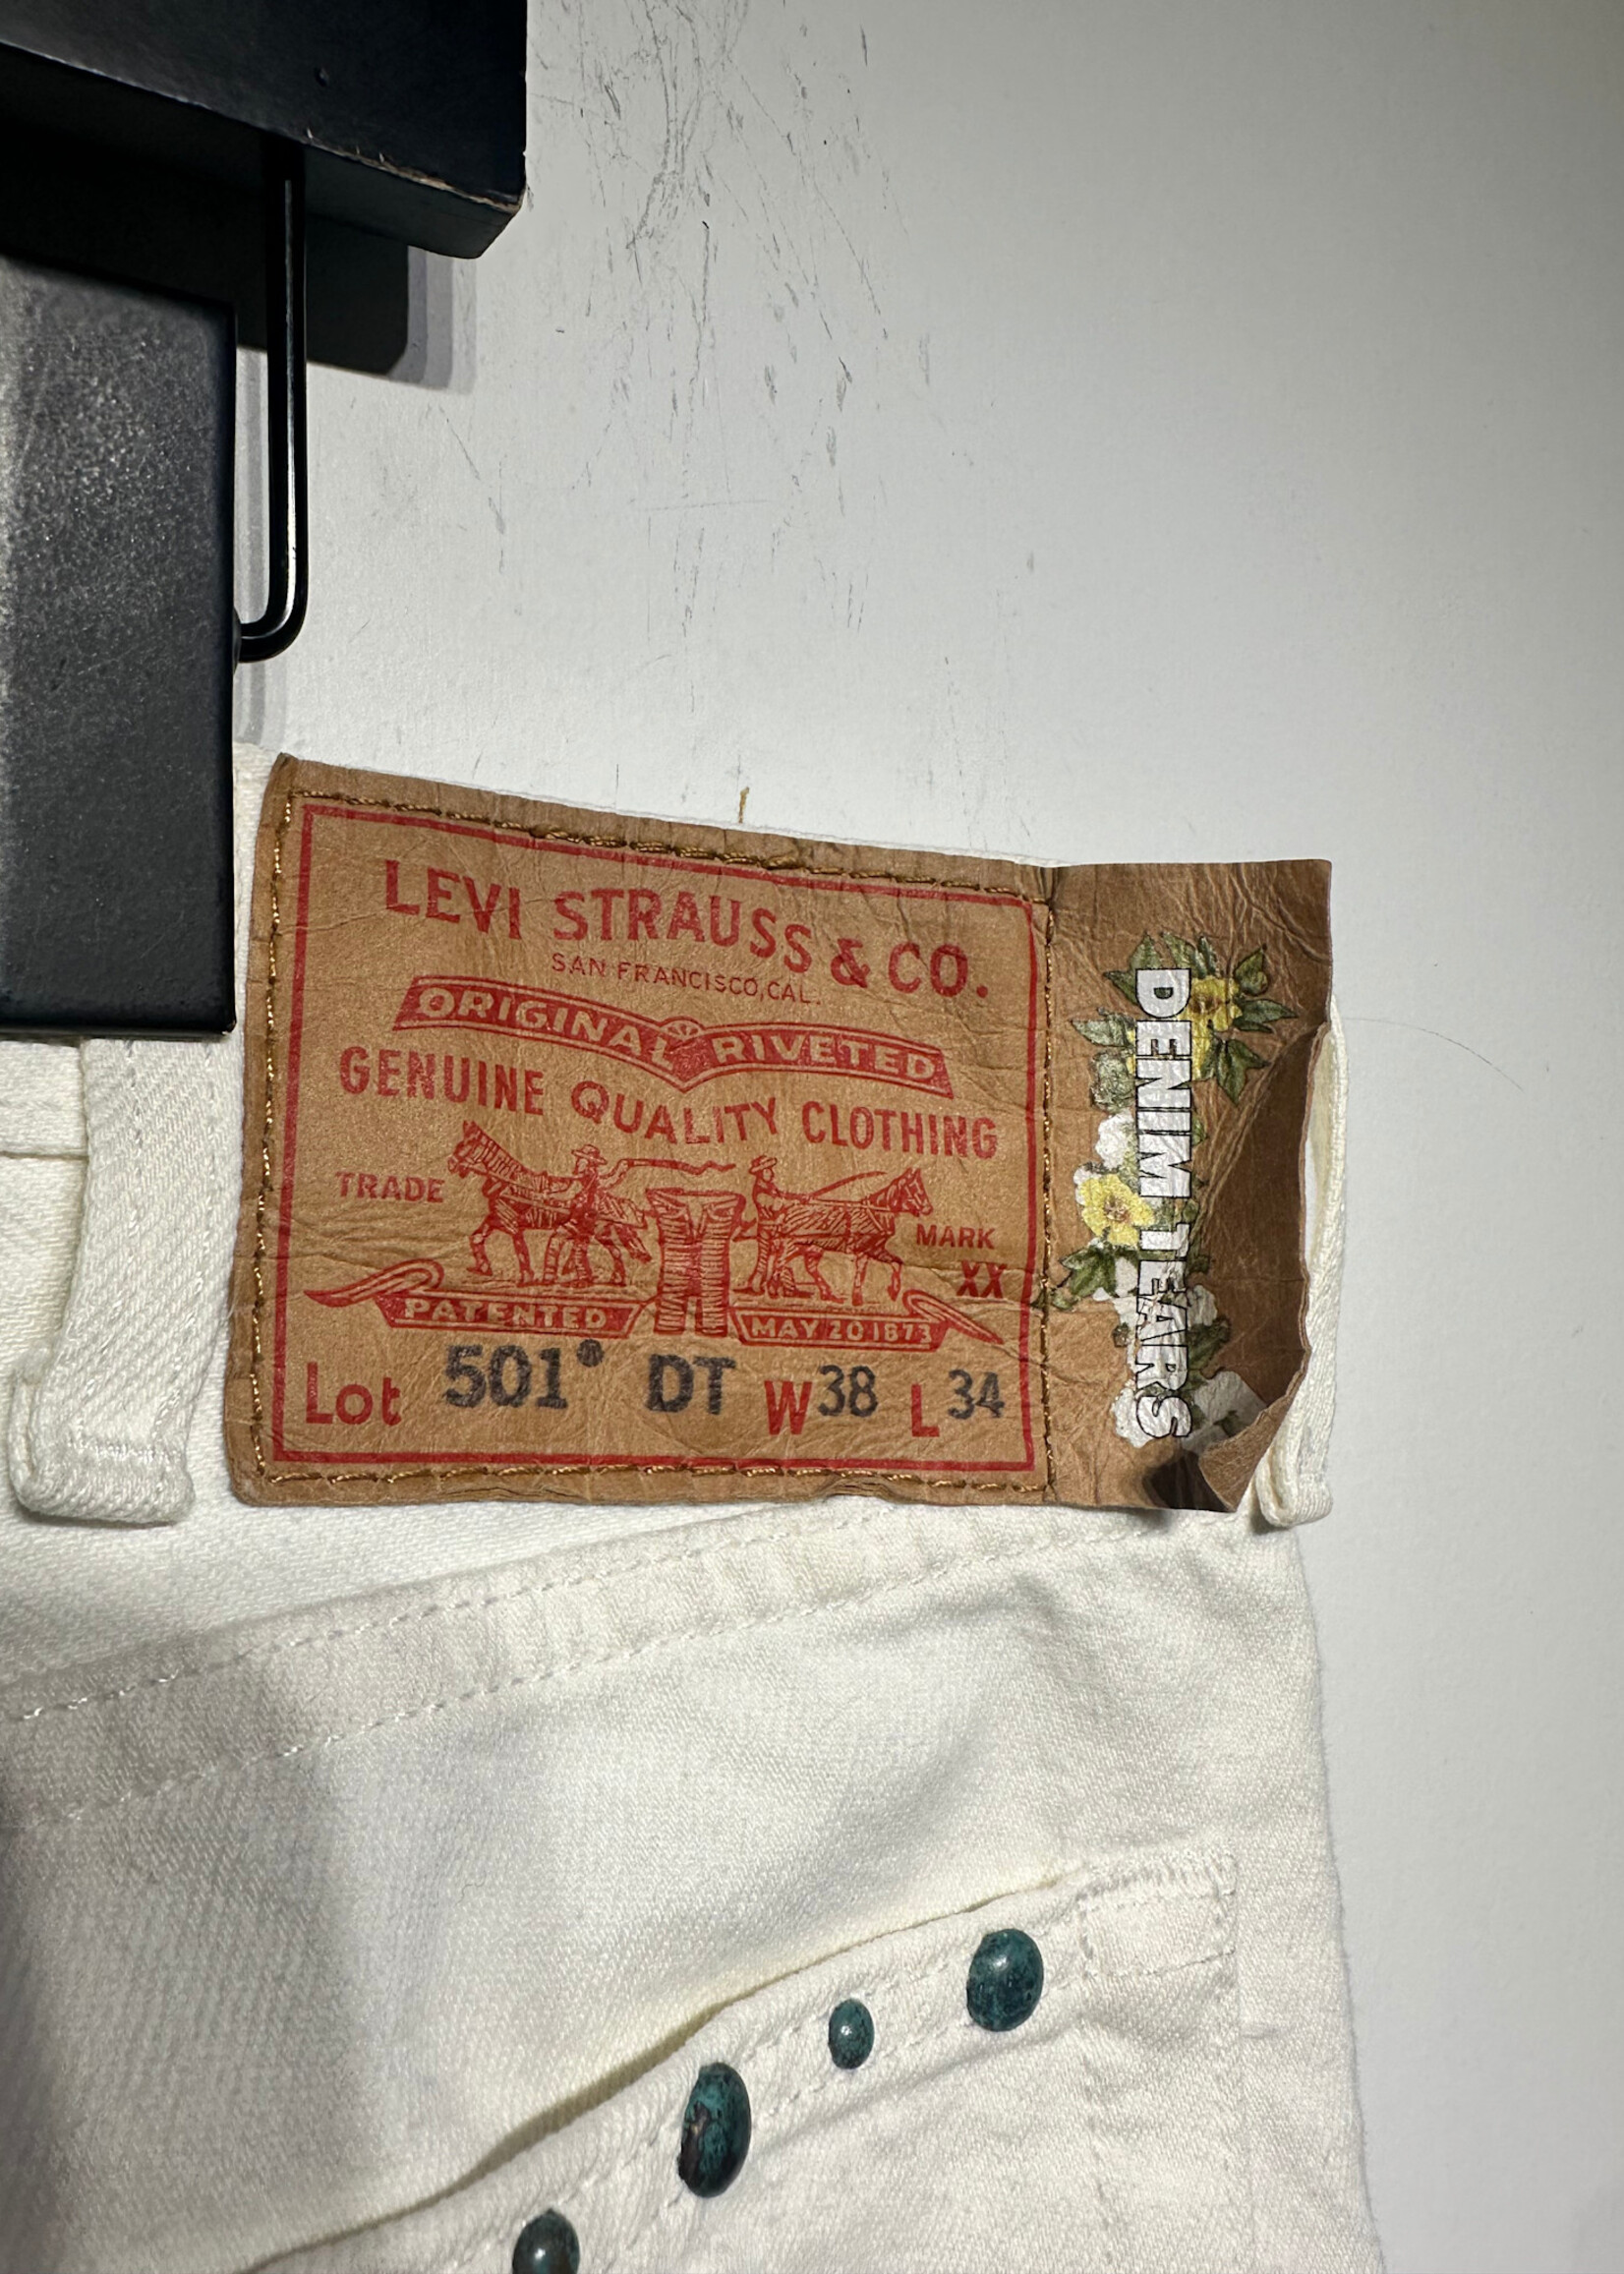 LEVI STRAUSS & CO.
SAN FRANCISCO, CAL.
ORIGINAL RIVETED
GENUINE QUALITY CLOTHING
TRADE MARK
XX
PATENTED MAY 20 1873
Lot 501® DT W38 L34
DENIM TEARS